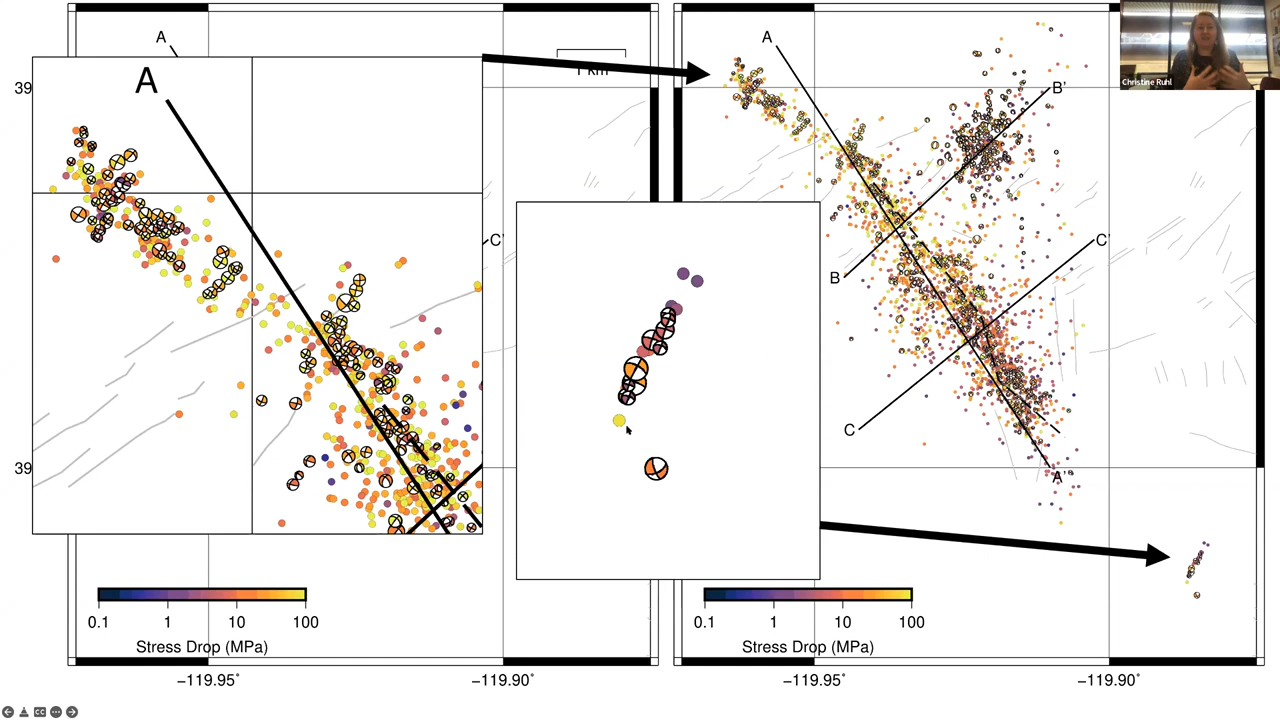 A
A
39
1 km
C'
39
0.1 1 10 100
Stress Drop (MPa)
−119.95˚ −119.90˚
A
B'
B
C'
C
A'
0.1 1 10 100
Stress Drop (MPa)
−119.95˚ −119.90˚
Christine Ruhl
CC